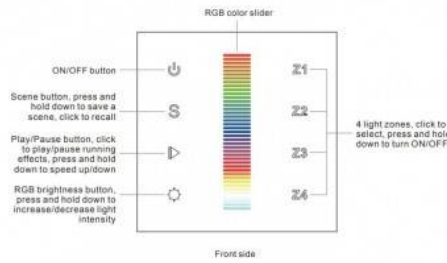 RGB color slider
ON/OFF button
Scene button, press and
hold down to save a
scene, click to recall
Play/Pause button, click
to play/pause running
effects, press and hold
down to speed up/down
RGB brightness button,
press and hold down to
increase/decrease light
intensity
S
Z1
Z2
Z3
Z4
4 light zones, click to
select, press and hol
down to turn ON/OFF
Front side